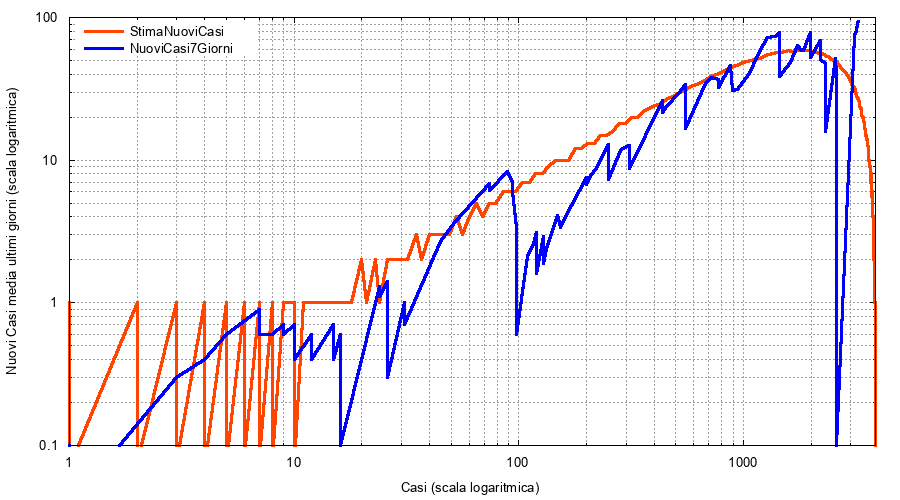 100
StimaNuoviCasi
NuoviCasi7Giorni
10
1
0.1
Nuovi Casi media ultimi giorni (scala logaritmica)
1
10
100
1000
Casi (scala logaritmica)